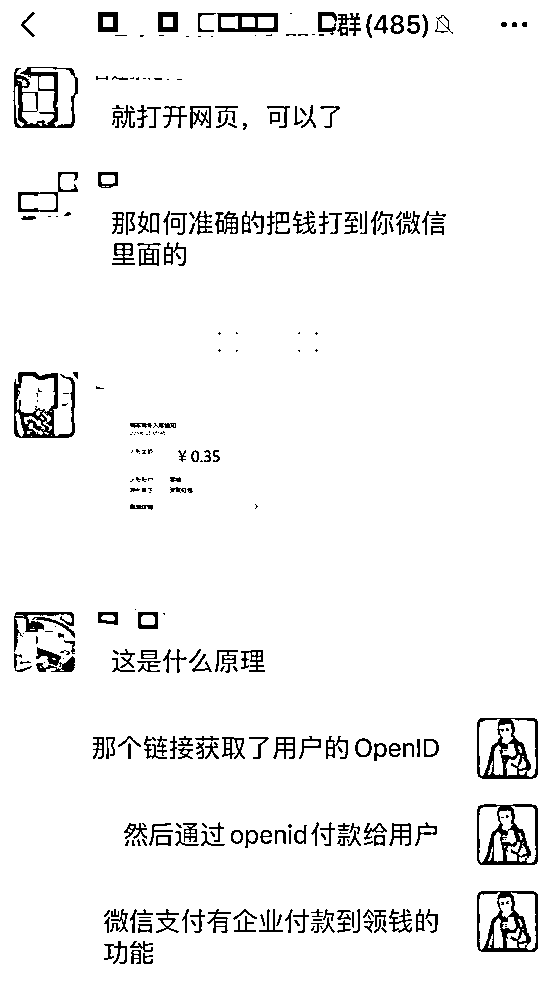 群(485)
就打开网页，可以了
那如何准确的把钱打到你微信
里面的
¥ 0.35
这是什么原理
那个链接获取了用户的OpenID
然后通过openid付款给用户
微信支付有企业付款到领钱的
功能